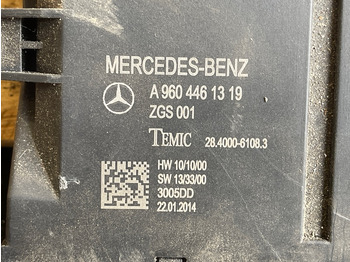 MERCEDES-BENZ
A 960 446 13 19
ZGS 001
TEMIC 28.4000-6108.3
HW 10/10/00
SW 13/33/00
3005DD
22.01.2014